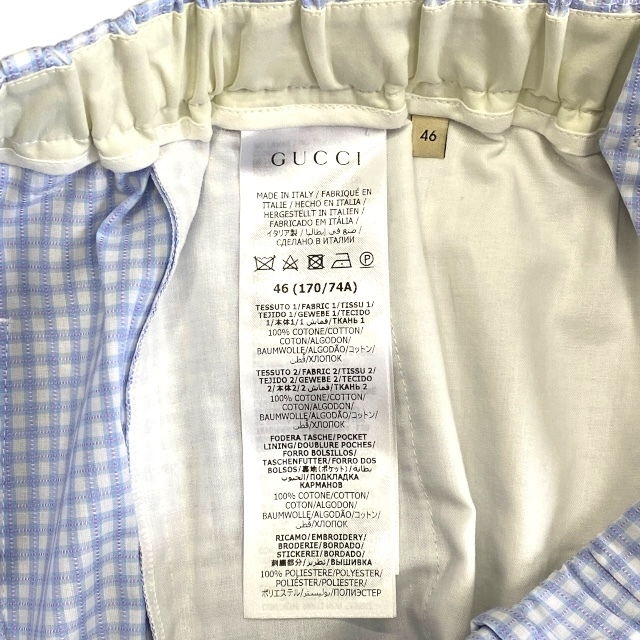 46
GUCCI
MADE IN ITALY / FABRIQUÉ EN
ITALIE / HECHO EN ITALIA /
HERGESTELLT IN ITALIEN /
FABRICADO EM ITÁLIA /
イタリア製 / صنع في إيطاليا /
СДЕЛАНО В ИТАЛИИ
P
46 (170/74A)
TESSUTO 1/ FABRIC 1/ TISSU 1/
TEJIDO 1/ GEWEBE 1/ TECIDO
1/本体1/ قماش 1/ТКАНЬ 1
100% COTONE/COTTON/
COTON/ALGODON/
BAUMWOLLE/ALGODÃO/コットン/
قطن/ХЛОПОК
TESSUTO 2/ FABRIC 2/ TISSU 2/
TEJIDO 2/ GEWEBE 2/ TECIDO
2/本体2/ قماش 2/ТКАНЬ 2
100% COTONE/COTTON/
COTON/ALGODON/
BAUMWOLLE/ALGODÃO/コットン/
قطن/ХЛОПОК
FODERA TASCHE/POCKET
LINING/DOUBLURE POCHES/
FORRO BOLSILLOS/
TASCHENFUTTER/FORRO DOS
BOLSOS/裏地(ポケット)/بطانة
الجيوب/ПОДКЛАДКА
КАРМАНОВ
100% COTONE/COTTON/
COTON/ALGODON/
BAUMWOLLE/ALGODÃO/コットン/
قطن/ХЛОПОК
RICAMO/EMBROIDERY/
BRODERIE/BORDADO/
STICKEREI/BORDADO/
刺繍部分/تطريز/ВЫШИВКА
100% POLIESTERE/POLYESTER/
POLYESTER/POLIÉSTER/
POLYESTER/POLIÉSTER/
ポリエステル/بوليستر/ПОЛИЭСТЕР